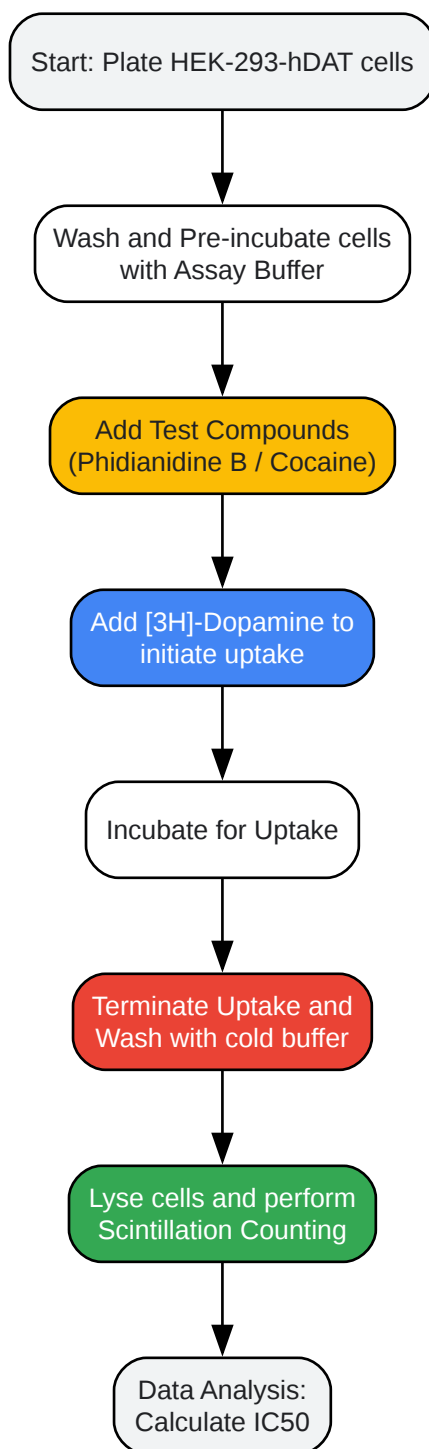 Start: Plate HEK-293-hDAT cells
Wash and Pre-incubate cells
with Assay Buffer
Add Test Compounds
(Phidianidine B / Cocaine)
Add [3H]-Dopamine to
initiate uptake
Incubate for Uptake
Terminate Uptake and
Wash with cold buffer
Lyse cells and perform
Scintillation Counting
Data Analysis:
Calculate IC50